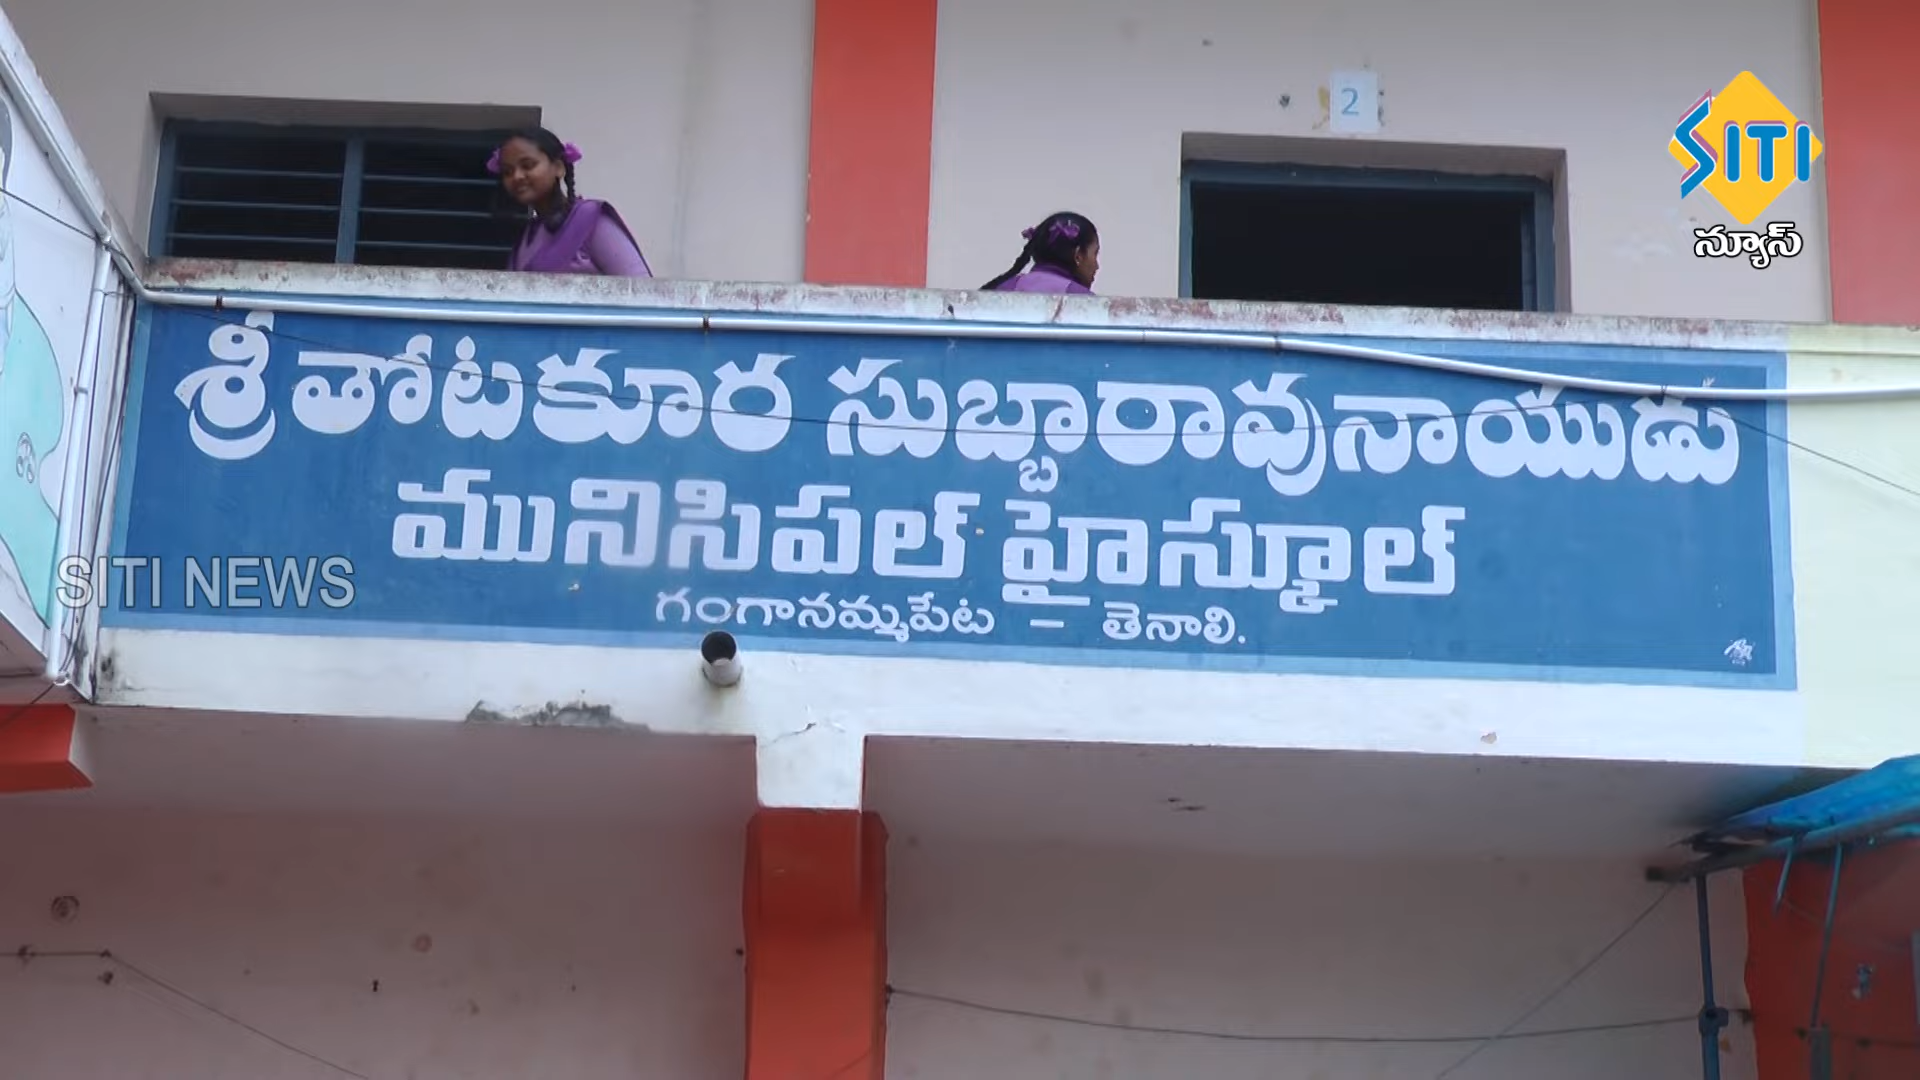 2
SITI
న్యూస్
శ్రీ తోటకూర సుబ్బారావునాయుడు
మునిసిపల్ హైస్కూల్
గంగానమ్మపేట – తెనాలి.
SITI NEWS